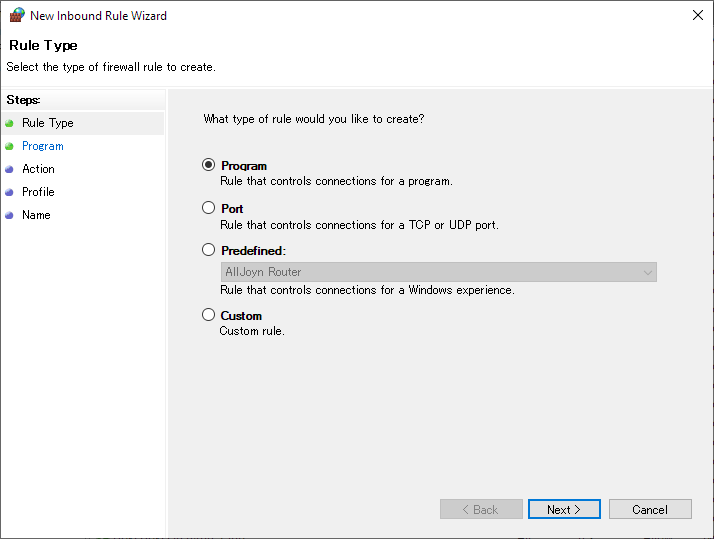 New Inbound Rule Wizard
Rule Type
Select the type of firewall rule to create.
Steps:
Rule Type
Program
Action
Profile
Name
What type of rule would you like to create?
Program
Rule that controls connections for a program.
Port
Rule that controls connections for a TCP or UDP port.
Predefined:
AllJoyn Router
Rule that controls connections for a Windows experience.
Custom
Custom rule.
< Back
Next >
Cancel